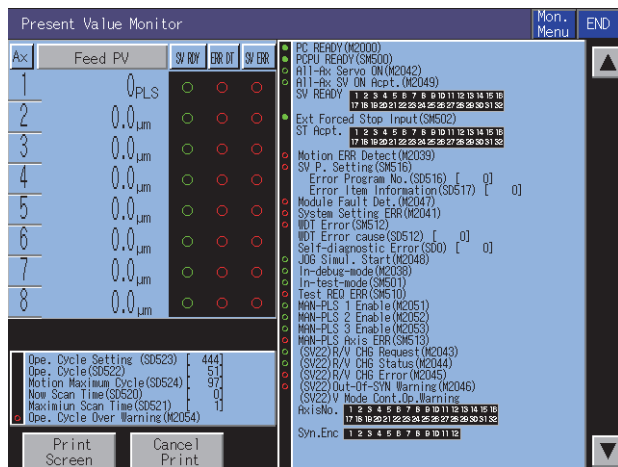 Present Value Monitor
Mon. Menu
END
Ax Feed PV SV RDY ERR DT SV ERR
1 0PLS
2 0.0μm
3 0.0μm
4 0.0μm
5 0.0μm
6 0.0μm
7 0.0μm
8 0.0μm
Ope. Cycle Setting (SD523) [ 444]
Ope. Cycle(SD522) [ 51]
Motion Maximum Cycle(SD524) [ 97]
Now Scan Time(SD520) [ 0]
Maximiun Scan Time(SD521) [ 1]
Ope. Cycle Over Warning(M2054)
Print Screen
Cancel Print
PC READY(M2000)
PCPU READY(SM500)
All-Ax Servo ON(M2042)
All-Ax SV ON Acpt.(M2049)
SV READY 1 2 3 4 5 6 7 8 9 10 11 12 13 14 15 16
17 18 19 20 21 22 23 24 25 26 27 28 29 30 31 32
Ext Forced Stop Input(SM502)
ST Acpt. 1 2 3 4 5 6 7 8 9 10 11 12 13 14 15 16
17 18 19 20 21 22 23 24 25 26 27 28 29 30 31 32
Motion ERR Detect(M2039)
SV P. Setting(SM516)
Error Program No.(SD516) [ 0]
Error Item Information(SD517) [ 0]
Module Fault Det.(M2047)
System Setting ERR(M2041)
WDT Error(SM512)
WDT Error cause(SD512) [ 0]
Self-diagnostic Error(SD0) [ 0]
JOG Simul. Start(M2048)
In-debug-mode(M2038)
In-test-mode(SM501)
Test REQ ERR(SM510)
MAN-PLS 1 Enable(M2051)
MAN-PLS 2 Enable(M2052)
MAN-PLS 3 Enable(M2053)
MAN-PLS Axis ERR(SM513)
(SV22)R/V CHG Request(M2043)
(SV22)R/V CHG Status(M2044)
(SV22)R/V CHG Error(M2045)
(SV22)Out-Of-SYN Warning(M2046)
(SV22)V Mode Cont.Op.Warning
AxisNo. 1 2 3 4 5 6 7 8 9 10 11 12 13 14 15 16
17 18 19 20 21 22 23 24 25 26 27 28 29 30 31 32
Syn.Enc 1 2 3 4 5 6 7 8 9 10 11 12